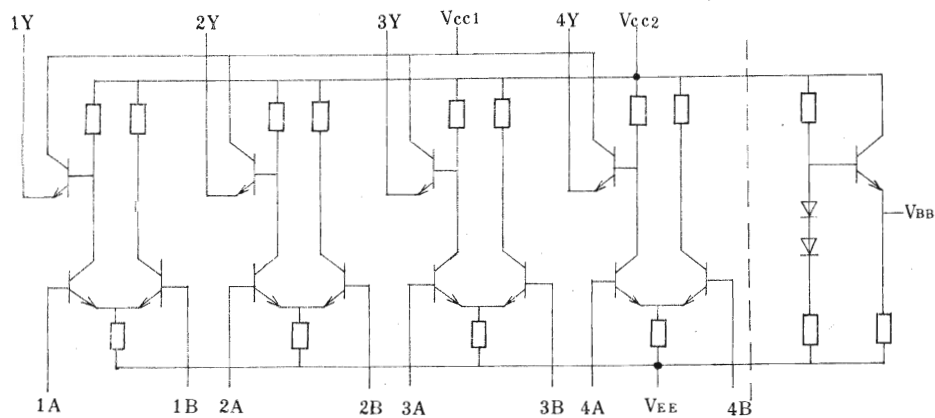 1Y 2Y 3Y Vcc1 4Y Vcc2
VBB
1A 1B 2A 2B 3A 3B 4A VEE 4B